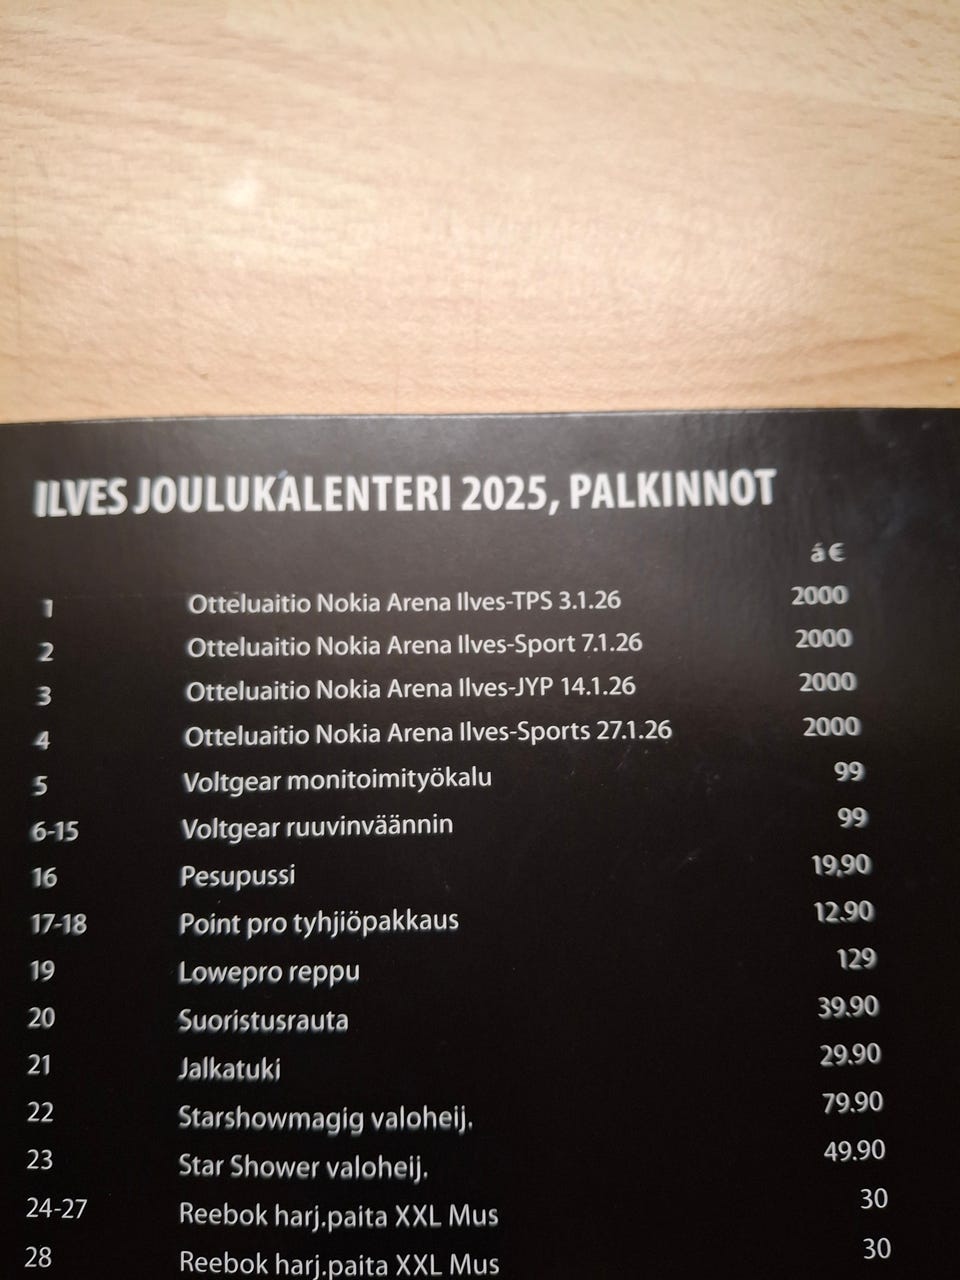 ILVES JOULUKALENTERI 2025, PALKINNOT
á €
1 Otteluaitio Nokia Arena Ilves-TPS 3.1.26 2000
2 Otteluaitio Nokia Arena Ilves-Sport 7.1.26 2000
3 Otteluaitio Nokia Arena Ilves-JYP 14.1.26 2000
4 Otteluaitio Nokia Arena Ilves-Sports 27.1.26 2000
5 Voltgear monitoimityökalu 99
6-15 Voltgear ruuvinväännin 99
16 Pesupussi 19,90
17-18 Point pro tyhjiöpakkaus 12.90
19 Lowepro reppu 129
20 Suoristusrauta 39.90
21 Jalkatuki 29.90
22 Starshowmagig valoheij. 79.90
23 Star Shower valoheij. 49.90
24-27 Reebok harj.paita XXL Mus 30
28 Reebok harj.paita XXL Mus 30